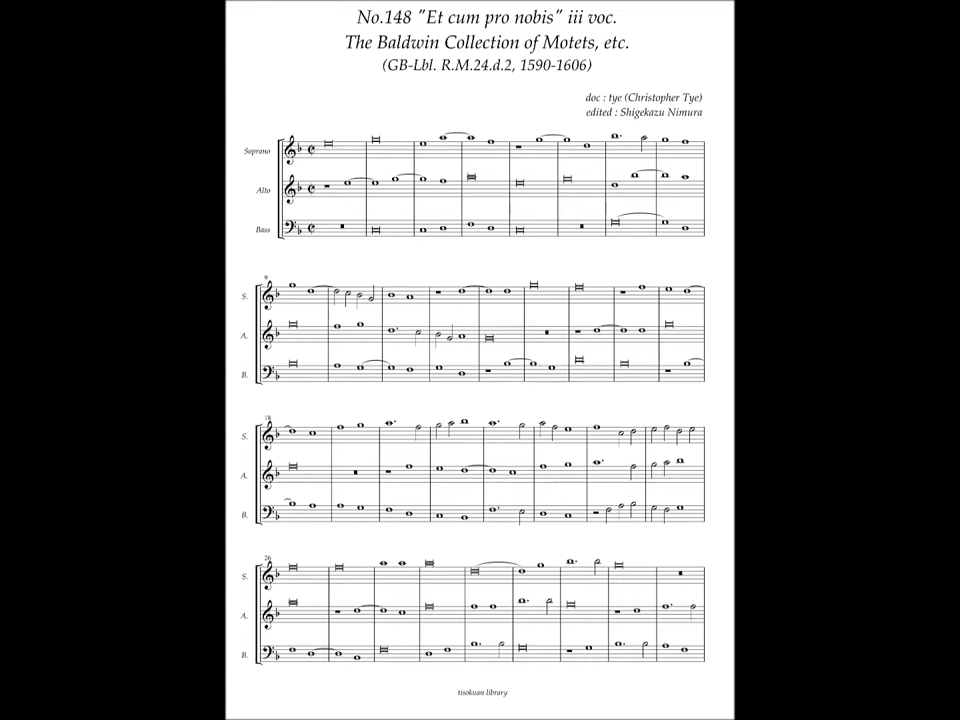 No.148 "Et cum pro nobis" iii voc.
The Baldwin Collection of Motets, etc.
(GB-Lbl. R.M.24.d.2, 1590-1606)
doc : tye (Christopher Tye)
edited : Shigekazu Nimura
Soprano
Alto
Bass
9
S.
A.
B.
18
S.
A.
B.
26
S.
A.
B.
tisokuan library